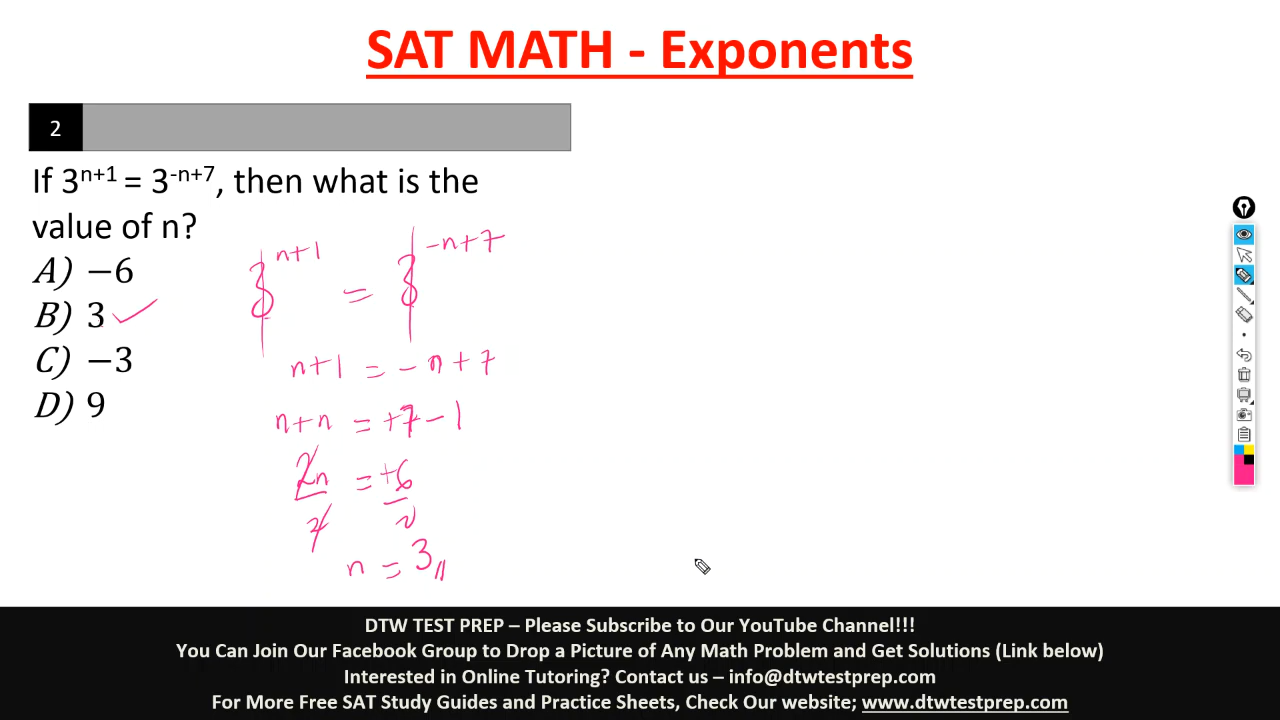 SAT MATH - Exponents
2
If 3^{n+1} = 3^{-n+7}, then what is the
value of n?
A) −6
B) 3 ✓
C) −3
D) 9
3^{n+1} = 3^{-n+7}
n+1 = -n+7
n+n = +7-1
2n/2 = +6/2
n = 3
DTW TEST PREP – Please Subscribe to Our YouTube Channel!!!
You Can Join Our Facebook Group to Drop a Picture of Any Math Problem and Get Solutions (Link below)
Interested in Online Tutoring? Contact us – info@dtwtestprep.com
For More Free SAT Study Guides and Practice Sheets, Check Our website; www.dtwtestprep.com